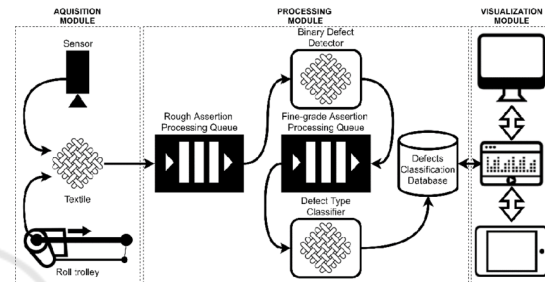 AQUISITION
MODULE
PROCESSING
MODULE
VISUALIZATION
MODULE
Sensor
Textile
Roll trolley
Rough Assertion
Processing Queue
Binary Defect
Detector
Fine-grade Assertion
Processing Queue
Defect Type
Classifier
Defects
Classification
Database